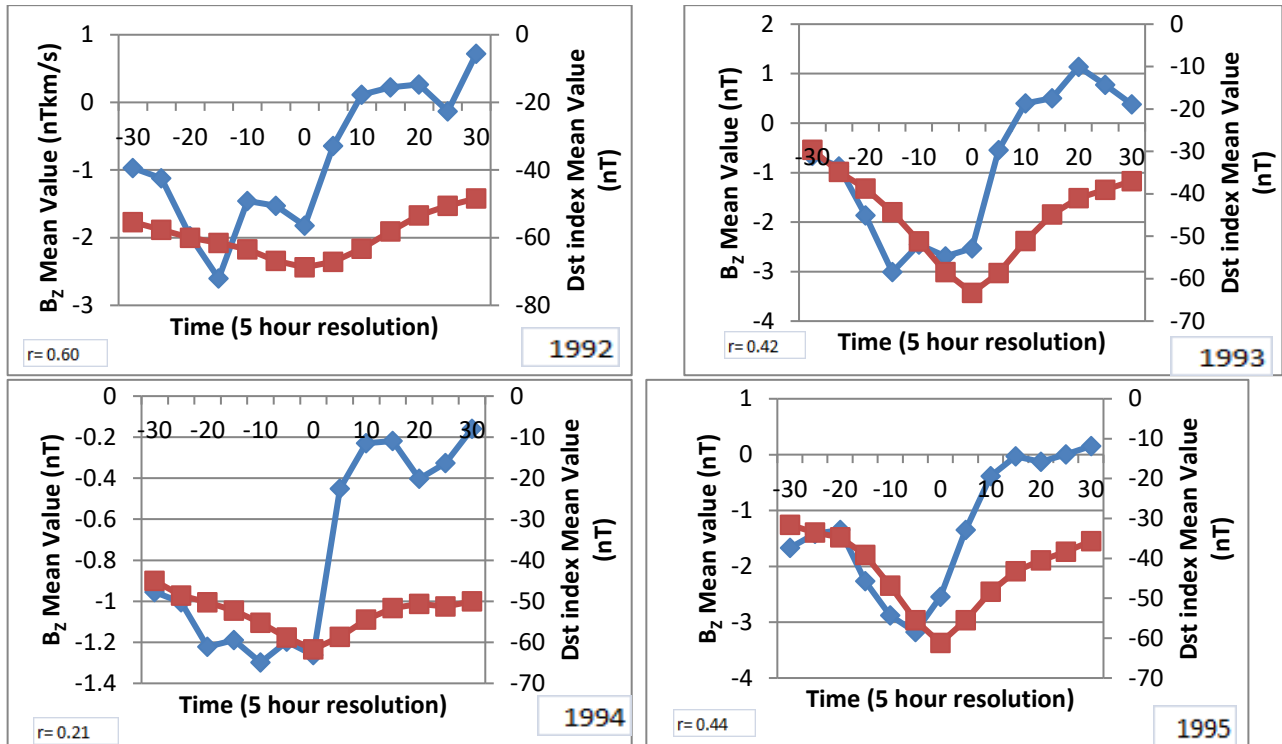 1
0
-1
-2
-3
-30 -20 -10 0 10 20 30
0
-20
-40
-60
-80
B_Z Mean Value (nTkm/s)
Dst index Mean Value
(nT)
Time (5 hour resolution)
r= 0.60
1992
2
1
0
-1
-2
-3
-4
-30 -20 -10 0 10 20 30
0
-10
-20
-30
-40
-50
-60
-70
B_Z Mean Value (nT)
Dst index Mean Value
(nT)
Time (5 hour resolution)
r= 0.42
1993
0
-0.2
-0.4
-0.6
-0.8
-1
-1.2
-1.4
-30 -20 -10 0 10 20 30
0
-10
-20
-30
-40
-50
-60
-70
B_Z Mean Value (nT)
Dst index Mean Value
(nT)
Time (5 hour resolution)
r= 0.21
1994
1
0
-1
-2
-3
-4
-30 -20 -10 0 10 20 30
0
-10
-20
-30
-40
-50
-60
-70
B_Z Mean value (nT)
Dst index Mean Value
(nT)
Time (5 hour resolution)
r= 0.44
1995